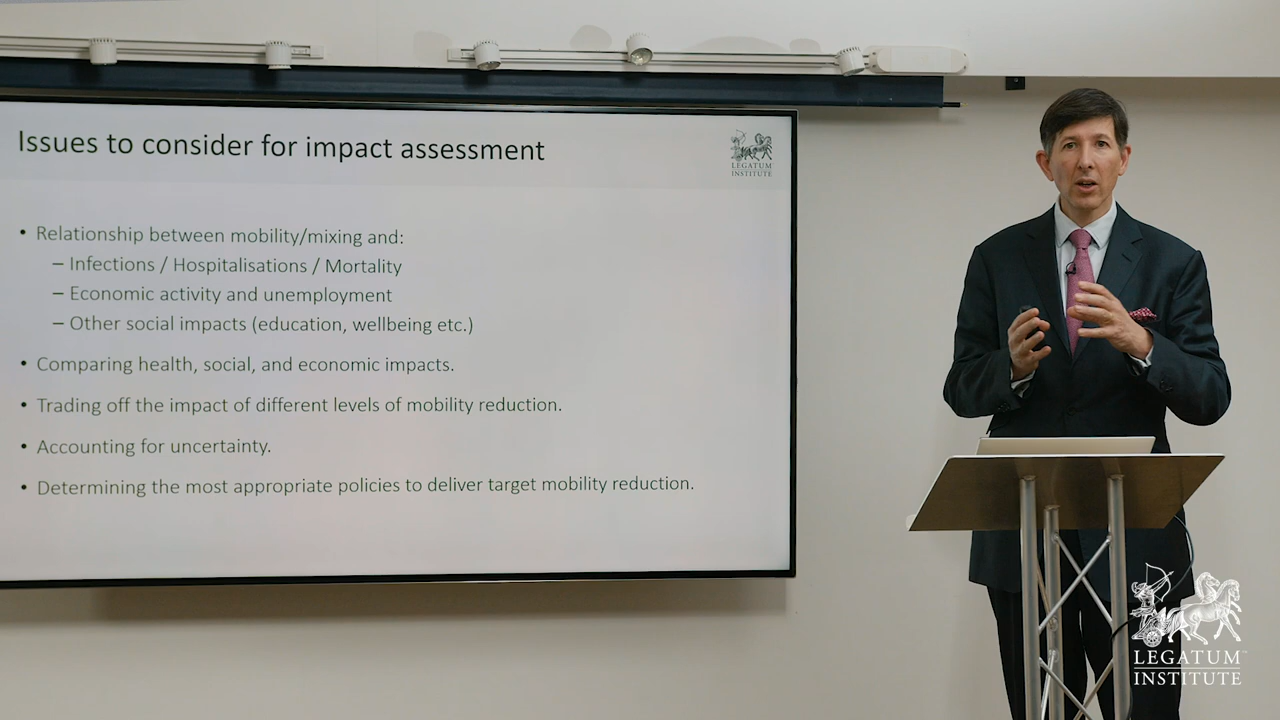 Issues to consider for impact assessment
LEGATUM
INSTITUTE
• Relationship between mobility/mixing and:
– Infections / Hospitalisations / Mortality
– Economic activity and unemployment
– Other social impacts (education, wellbeing etc.)
• Comparing health, social, and economic impacts.
• Trading off the impact of different levels of mobility reduction.
• Accounting for uncertainty.
• Determining the most appropriate policies to deliver target mobility reduction.
LEGATUM™
INSTITUTE